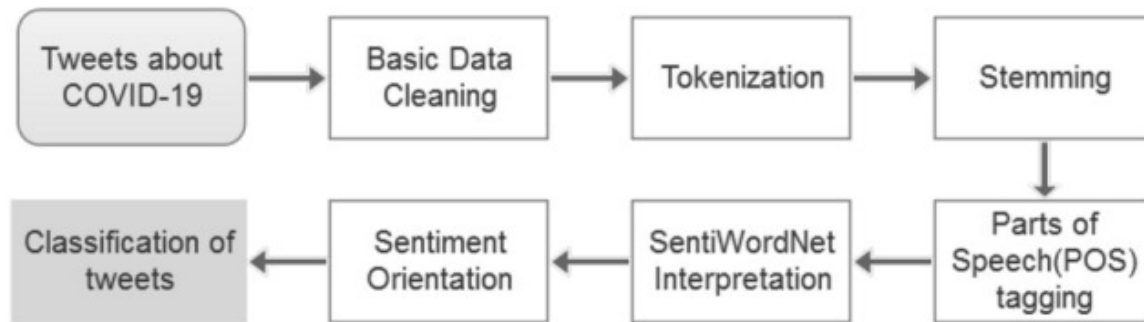 Tweets about
COVID-19
Basic Data
Cleaning
Tokenization
Stemming
Parts of
Speech(POS)
tagging
SentiWordNet
Interpretation
Sentiment
Orientation
Classification of
tweets